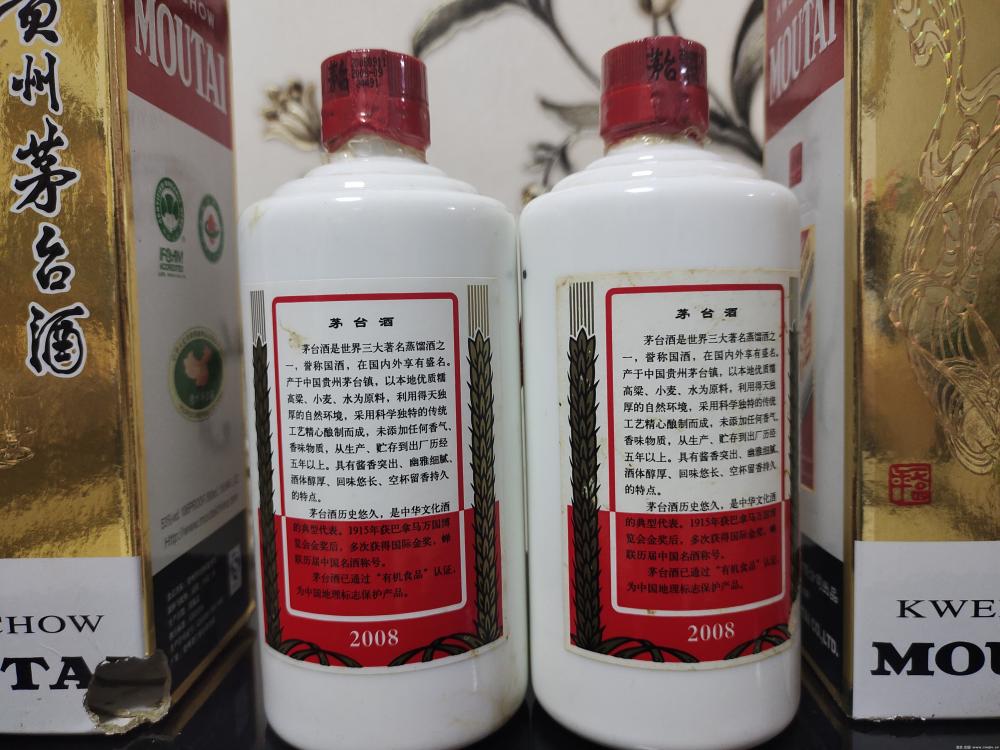 贵州茅台酒
CHOW
MOUTAI
IFOAM
ACCREDITED
CHOW
茅台
20080911
2009-09
茅台
茅台酒
茅台酒是世界三大著名蒸馏酒之
一，誉称国酒，在国内外享有盛名。
产于中国贵州茅台镇，以本地优质糯
高粱、小麦、水为原料，利用得天独
厚的自然环境，采用科学独特的传统
工艺精心酿制而成，未添加任何香气、
香味物质，从生产、贮存到出厂历经
五年以上。具有酱香突出、幽雅细腻、
酒体醇厚、回味悠长、空杯留香持久
的特点。
茅台酒历史悠久，是中华文化酒
的典型代表。1915年获巴拿马万国博
览会金奖后，多次获得国际金奖，蝉
联历届中国名酒称号。
茅台酒已通过“有机食品”认证，
为中国地理标志保护产品。
2008
茅台酒
茅台酒是世界三大著名蒸馏酒之
一，誉称国酒，在国内外享有盛名。
产于中国贵州茅台镇，以本地优质糯
高粱、小麦、水为原料，利用得天独
厚的自然环境，采用科学独特的传统
工艺精心酿制而成，未添加任何香气、
香味物质，从生产、贮存到出厂历经
五年以上。具有酱香突出、幽雅细腻、
酒体醇厚、回味悠长、空杯留香持久
的特点。
茅台酒历史悠久，是中华文化酒
的典型代表。1915年获巴拿马万国博
览会金奖后，多次获得国际金奖，蝉
联历届中国名酒称号。
茅台酒已通过“有机食品”认证，
为中国地理标志保护产品。
2008
MOUTAI
CO.,LTD.
KWE
MOU